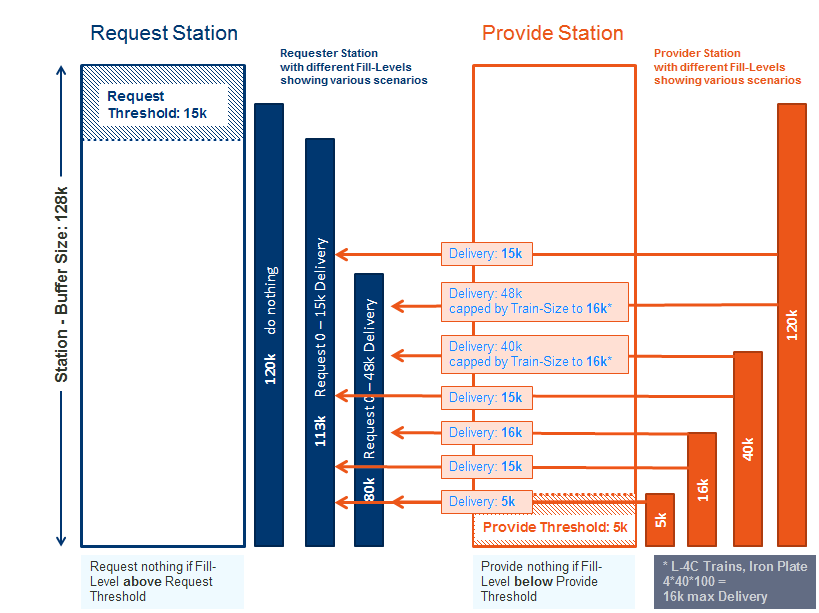 Request Station
Provide Station
Requester Station
with different Fill-Levels
showing various scenarios
Provider Station
with different Fill-Levels
showing various scenarios
Request
Threshold: 15k
Station - Buffer Size: 128k
120k do nothing
113k Request 0 – 15k Delivery
80k Request 0 – 48k Delivery
Delivery: 15k
Delivery: 48k
capped by Train-Size to 16k*
Delivery: 40k
capped by Train-Size to 16k*
Delivery: 15k
Delivery: 16k
Delivery: 15k
Delivery: 5k
Provide Threshold: 5k
5k
16k
40k
120k
Request nothing if Fill-
Level above Request
Threshold
Provide nothing if Fill-
Level below Provide
Threshold
* L-4C Trains, Iron Plate
4*40*100 =
16k max Delivery